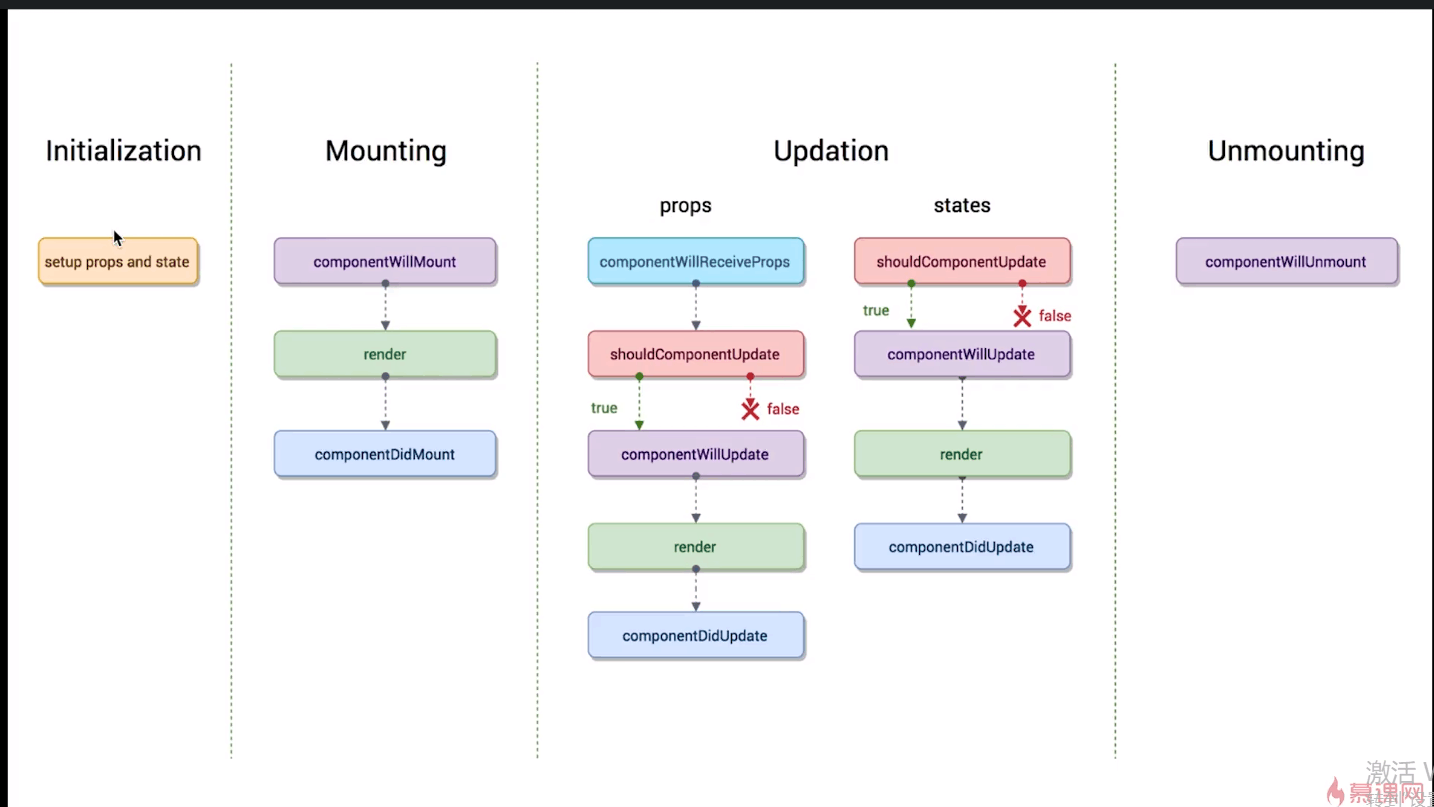 Initialization
Mounting
Updation
Unmounting
props
states
setup props and state
componentWillMount
render
componentDidMount
componentWillReceiveProps
shouldComponentUpdate
true
false
componentWillUpdate
render
componentDidUpdate
shouldComponentUpdate
true
false
componentWillUpdate
render
componentDidUpdate
componentWillUnmount
激活
慕课网